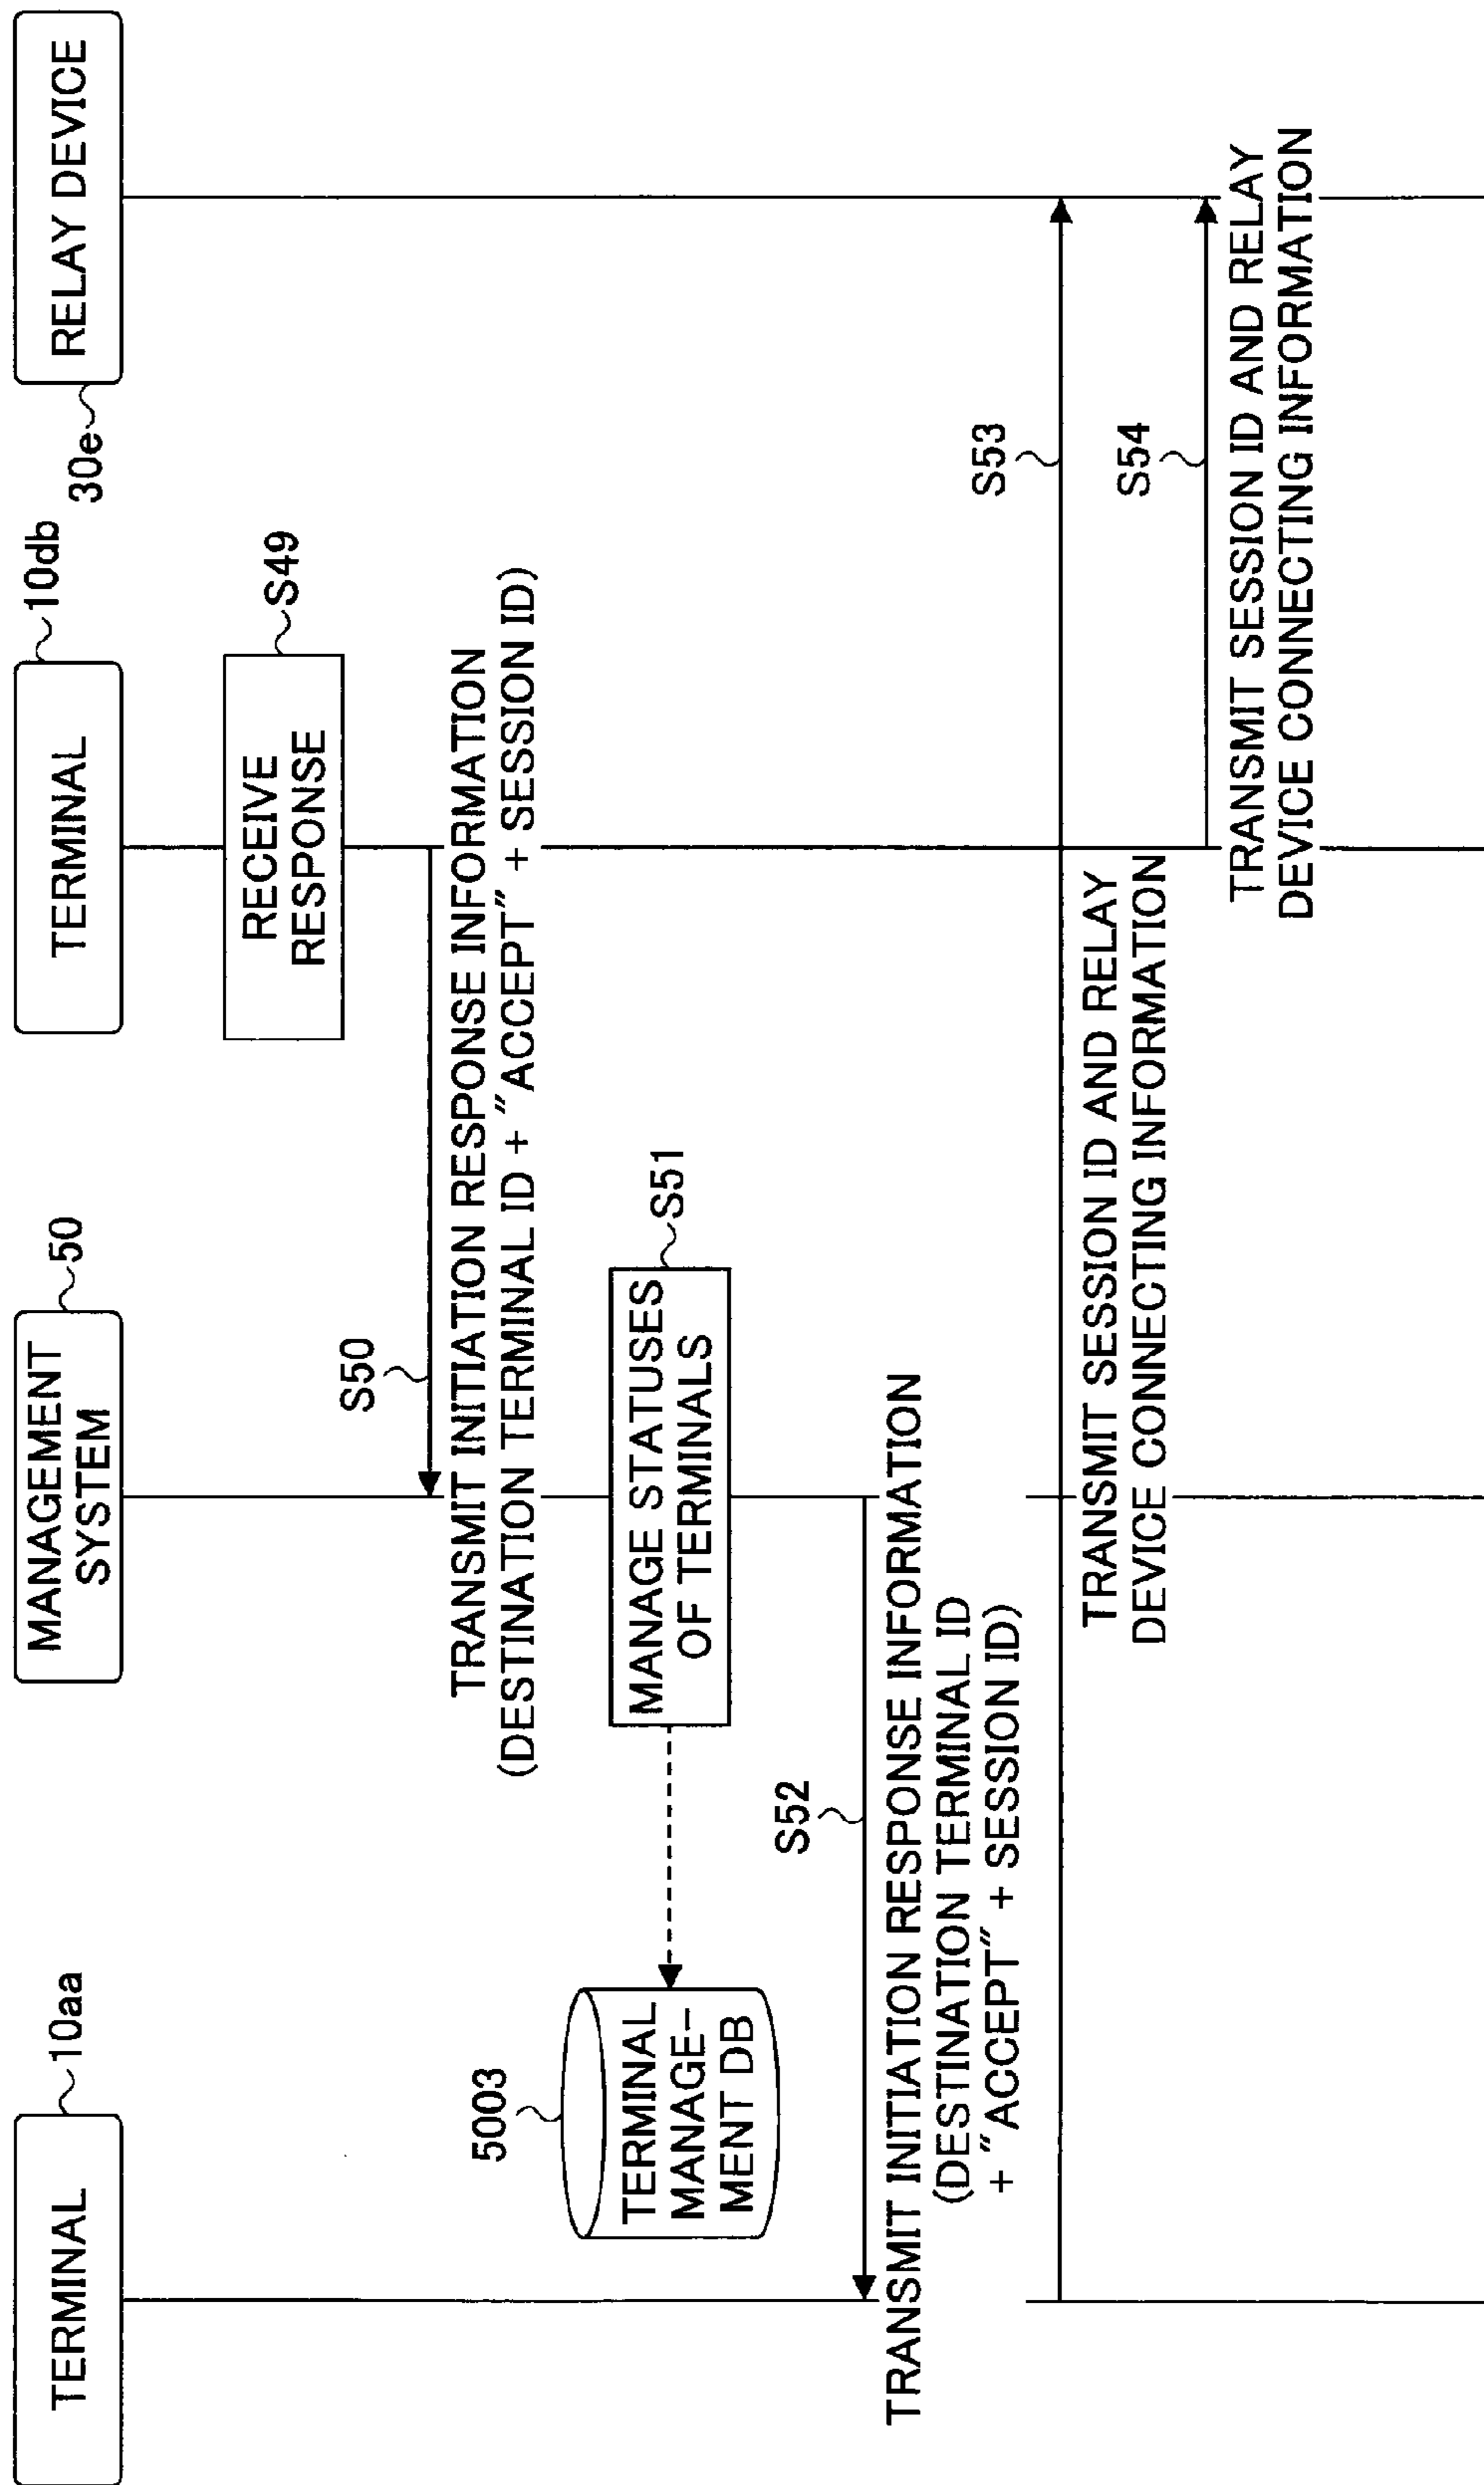 TERMINAL
10aa
MANAGEMENT
SYSTEM
50
TERMINAL
10db
RELAY DEVICE
30e
RECEIVE
RESPONSE
S49
S50
TRANSMIT INITIATION RESPONSE INFORMATION
(DESTINATION TERMINAL ID + "ACCEPT" + SESSION ID)
5003
TERMINAL
MANAGE-
MENT DB
MANAGE STATUSES
OF TERMINALS
S51
S52
TRANSMIT INITIATION RESPONSE INFORMATION
(DESTINATION TERMINAL ID
+ "ACCEPT" + SESSION ID)
S53
TRANSMIT SESSION ID AND RELAY
DEVICE CONNECTING INFORMATION
S54
TRANSMIT SESSION ID AND RELAY
DEVICE CONNECTING INFORMATION